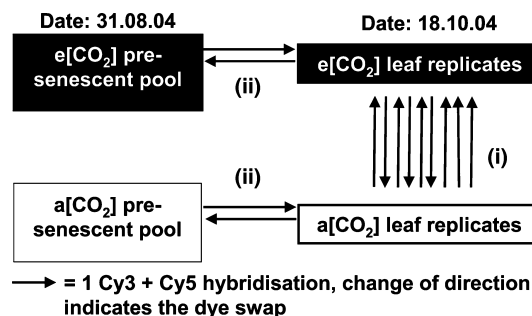 Date: 31.08.04
Date: 18.10.04
e[CO₂] pre-
senescent pool
e[CO₂] leaf replicates
(ii)
(i)
(ii)
a[CO₂] pre-
senescent pool
a[CO₂] leaf replicates
= 1 Cy3 + Cy5 hybridisation, change of direction
indicates the dye swap